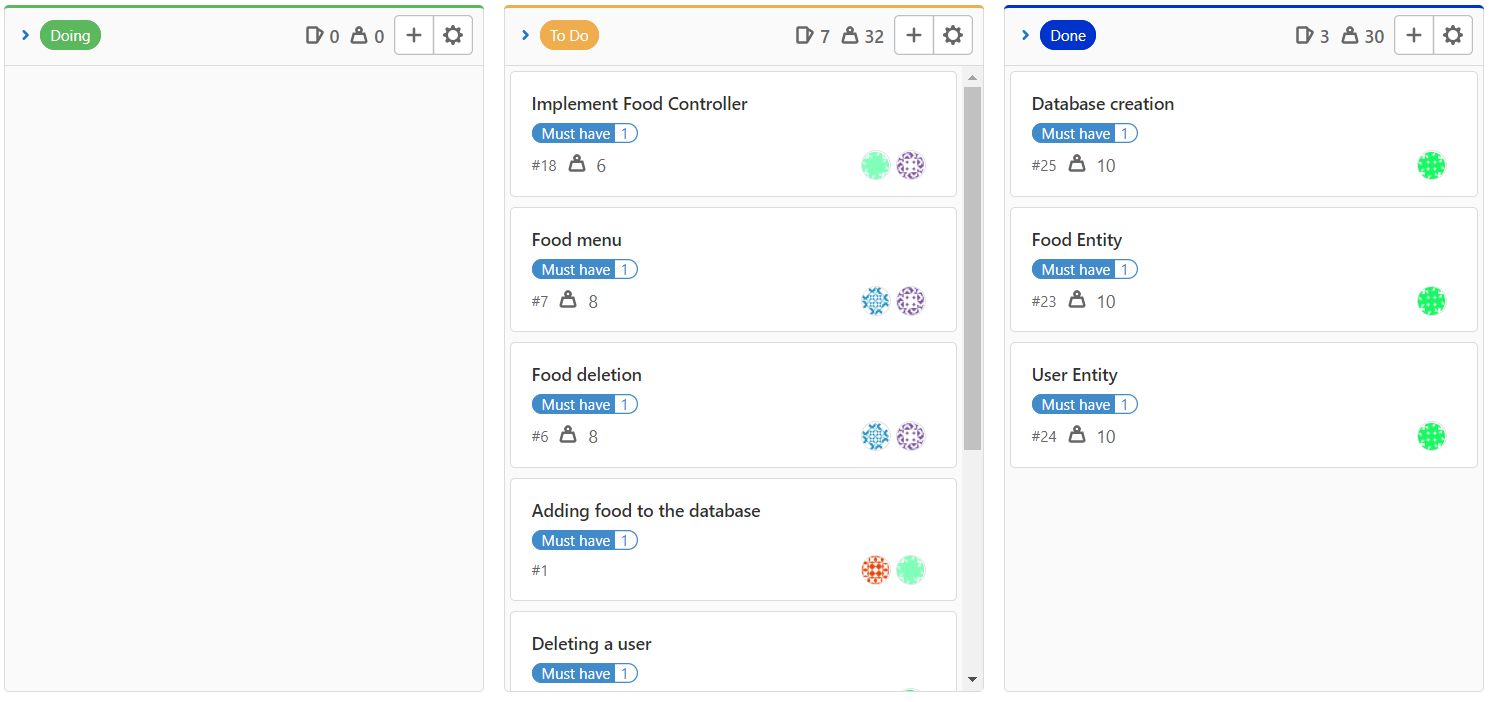 Doing 0 0
To Do 7 32
Implement Food Controller
Must have 1
#18 6
Food menu
Must have 1
#7 8
Food deletion
Must have 1
#6 8
Adding food to the database
Must have 1
#1
Deleting a user
Must have 1
Done 3 30
Database creation
Must have 1
#25 10
Food Entity
Must have 1
#23 10
User Entity
Must have 1
#24 10